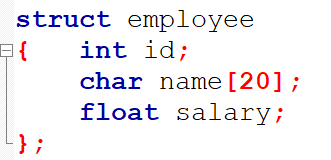 struct employee
{   int id;
    char name[20];
    float salary;
};